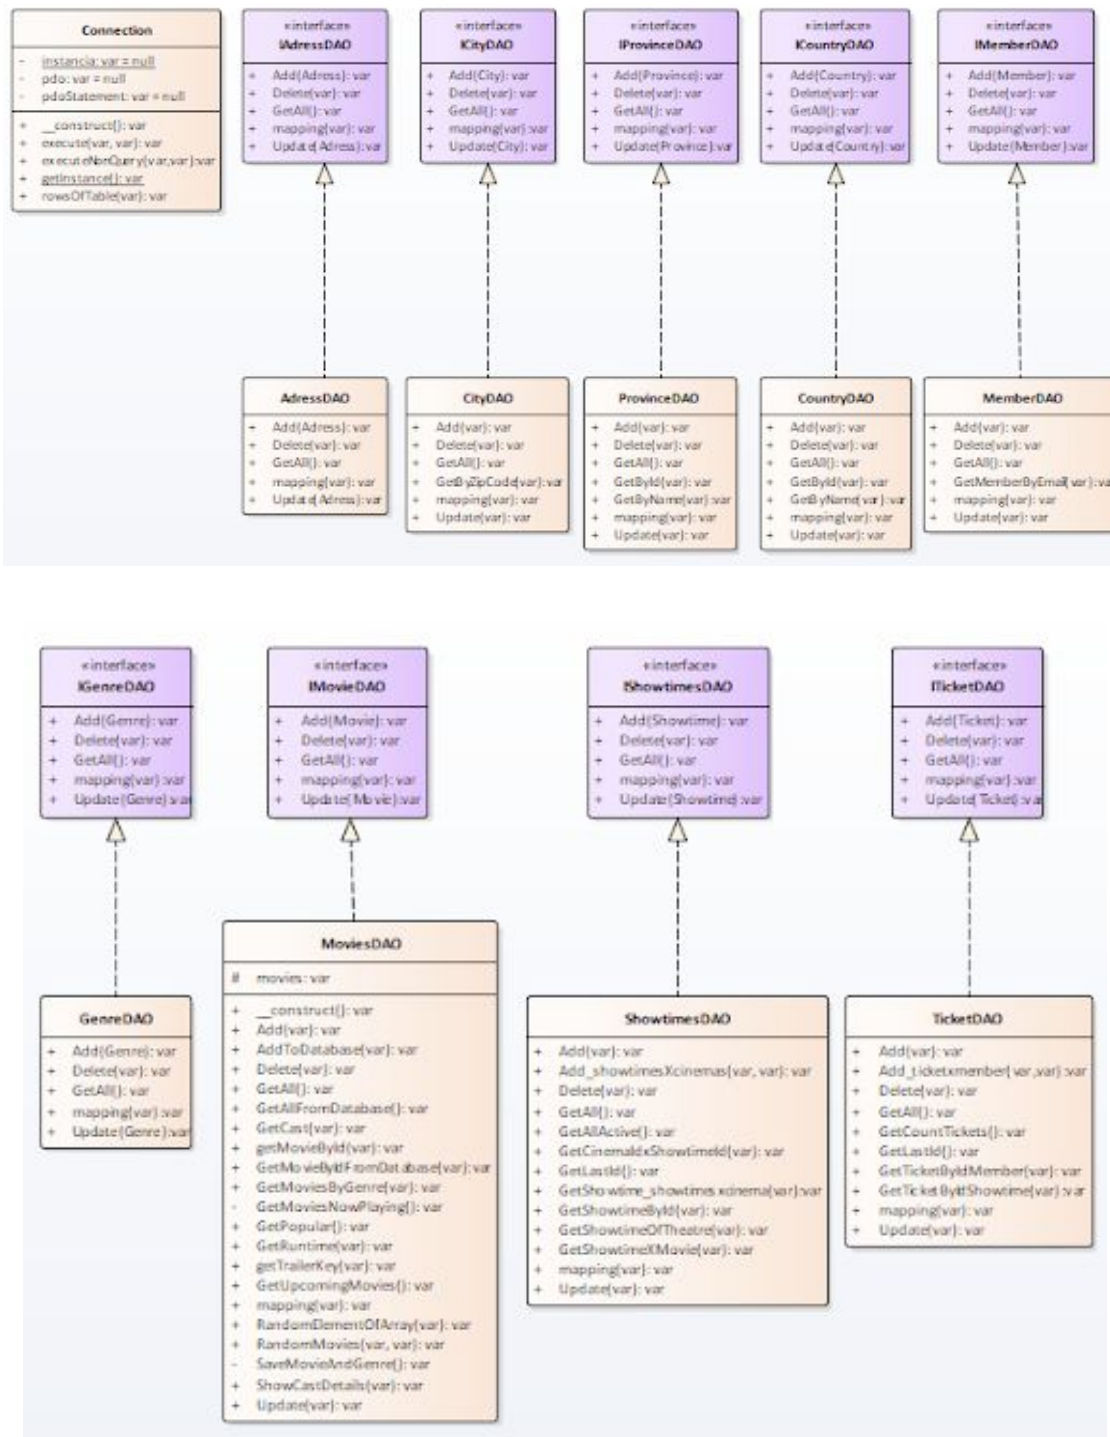 Connection
- instancia: var = null
- pdo: var = null
- pdoStatement: var = null
+ __construct(): var
+ execute(var, var): var
+ executeNonQuery(var,var):var
+ getInstance(): var
+ rowsOfTable(var): var
«interface»
IAdressDAO
+ Add(Adress): var
+ Delete(var): var
+ GetAll(): var
+ mapping(var): var
+ Update(Adress):var
«interface»
ICityDAO
+ Add(City): var
+ Delete(var): var
+ GetAll(): var
+ mapping(var):var
+ Update(City): var
«interface»
IProvinceDAO
+ Add(Province): var
+ Delete(var): var
+ GetAll(): var
+ mapping(var): var
+ Update(Province):var
«interface»
ICountryDAO
+ Add(Country): var
+ Delete(var): var
+ GetAll(): var
+ mapping(var): var
+ Update(Country): var
«interface»
IMemberDAO
+ Add(Member): var
+ Delete(var): var
+ GetAll(): var
+ mapping(var): var
+ Update(Member): var
AdressDAO
+ Add(Adress): var
+ Delete(var): var
+ GetAll(): var
+ mapping(var): var
+ Update(Adress): var
CityDAO
+ Add(var): var
+ Delete(var): var
+ GetAll(): var
+ GetByZipCode(var): var
+ mapping(var): var
+ Update(var): var
ProvinceDAO
+ Add(var): var
+ Delete(var): var
+ GetAll(): var
+ GetById(var): var
+ GetByName(var): var
+ mapping(var): var
+ Update(var): var
CountryDAO
+ Add(var): var
+ Delete(var): var
+ GetAll(): var
+ GetById(var): var
+ GetByName(var): var
+ mapping(var): var
+ Update(var): var
MemberDAO
+ Add(var): var
+ Delete(var): var
+ GetAll(): var
+ GetMemberByEmail(var): va
+ mapping(var): var
+ Update(var): var
«interface»
IGenreDAO
+ Add(Genre): var
+ Delete(var): var
+ GetAll(): var
+ mapping(var) :var
+ Update(Genre) :var
«interface»
IMovieDAO
+ Add(Movie): var
+ Delete(var): var
+ GetAll(): var
+ mapping(var): var
+ Update(Movie):var
«interface»
IShowtimesDAO
+ Add(Showtime): var
+ Delete(var): var
+ GetAll(): var
+ mapping(var): var
+ Update(Showtime) :var
«interface»
ITicketDAO
+ Add(Ticket): var
+ Delete(var): var
+ GetAll(): var
+ mapping(var): var
+ Update(Ticket) :var
GenreDAO
+ Add(Genre): var
+ Delete(var): var
+ GetAll(): var
+ mapping(var) :var
+ Update(Genre):var
MoviesDAO
# movies: var
+ __construct(): var
+ Add(var): var
+ AddToDatabase(var): var
+ Delete(var): var
+ GetAll(): var
+ GetAllFromDatabase(): var
+ GetCast(var): var
+ getMovieById(var): var
+ GetMovieByIdFromDatabase(var):var
+ GetMoviesByGenre(var): var
- GetMoviesNowPlaying(): var
+ GetPopular(): var
+ GetRuntime(var): var
+ getTrailerKey(var): var
+ GetUpcomingMovies(): var
+ mapping(var): var
+ RandomElementOfArray(var): var
+ RandomMovies(var, var): var
- SaveMovieAndGenre(): var
+ ShowCastDetails(var): var
+ Update(var): var
ShowtimesDAO
+ Add(var): var
+ Add_showtimesXcinemas(var, var): var
+ Delete(var): var
+ GetAll(): var
+ GetAllActive(): var
+ GetCinemaIdxShowtimeId(var): var
+ GetLastId(): var
+ GetShowtime_showtimesxcinema(var):var
+ GetShowtimeById(var): var
+ GetShowtimeOfTheatre(var): var
+ GetShowtimeXMovie(var): var
+ mapping(var): var
+ Update(var): var
TicketDAO
+ Add(var): var
+ Add_ticketxmember(var,var) :var
+ Delete(var): var
+ GetAll(): var
+ GetCountTickets(): var
+ GetLastId(): var
+ GetTicketByIdMember(var): var
+ GetTicketByIdShowtime(var) :var
+ mapping(var): var
+ Update(var): var